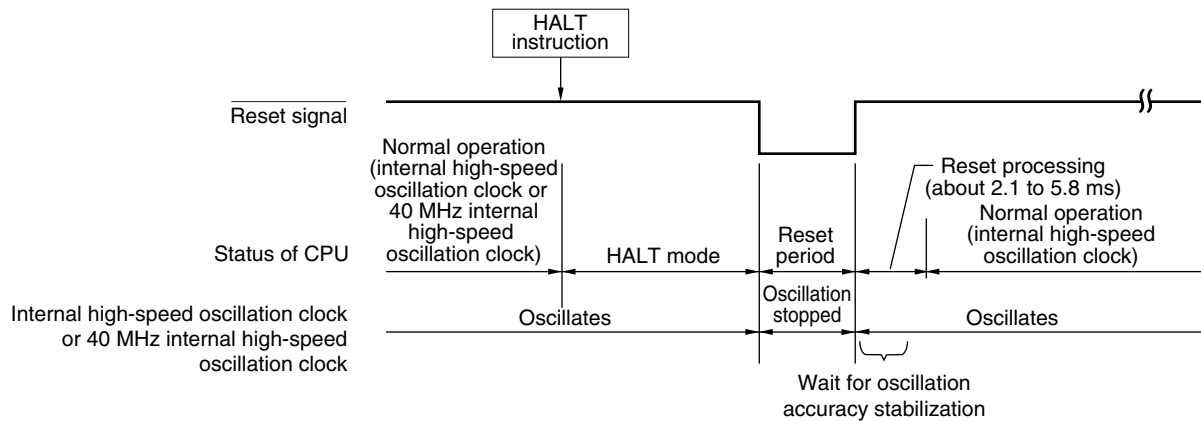 HALT
instruction
Reset signal
Normal operation
(internal high-speed
oscillation clock or
40 MHz internal
high-speed
oscillation clock)
Reset processing
(about 2.1 to 5.8 ms)
Normal operation
(internal high-speed
oscillation clock)
Status of CPU
HALT mode
Reset
period
Internal high-speed oscillation clock
or 40 MHz internal high-speed
oscillation clock
Oscillates
Oscillation
stopped
Oscillates
Wait for oscillation
accuracy stabilization